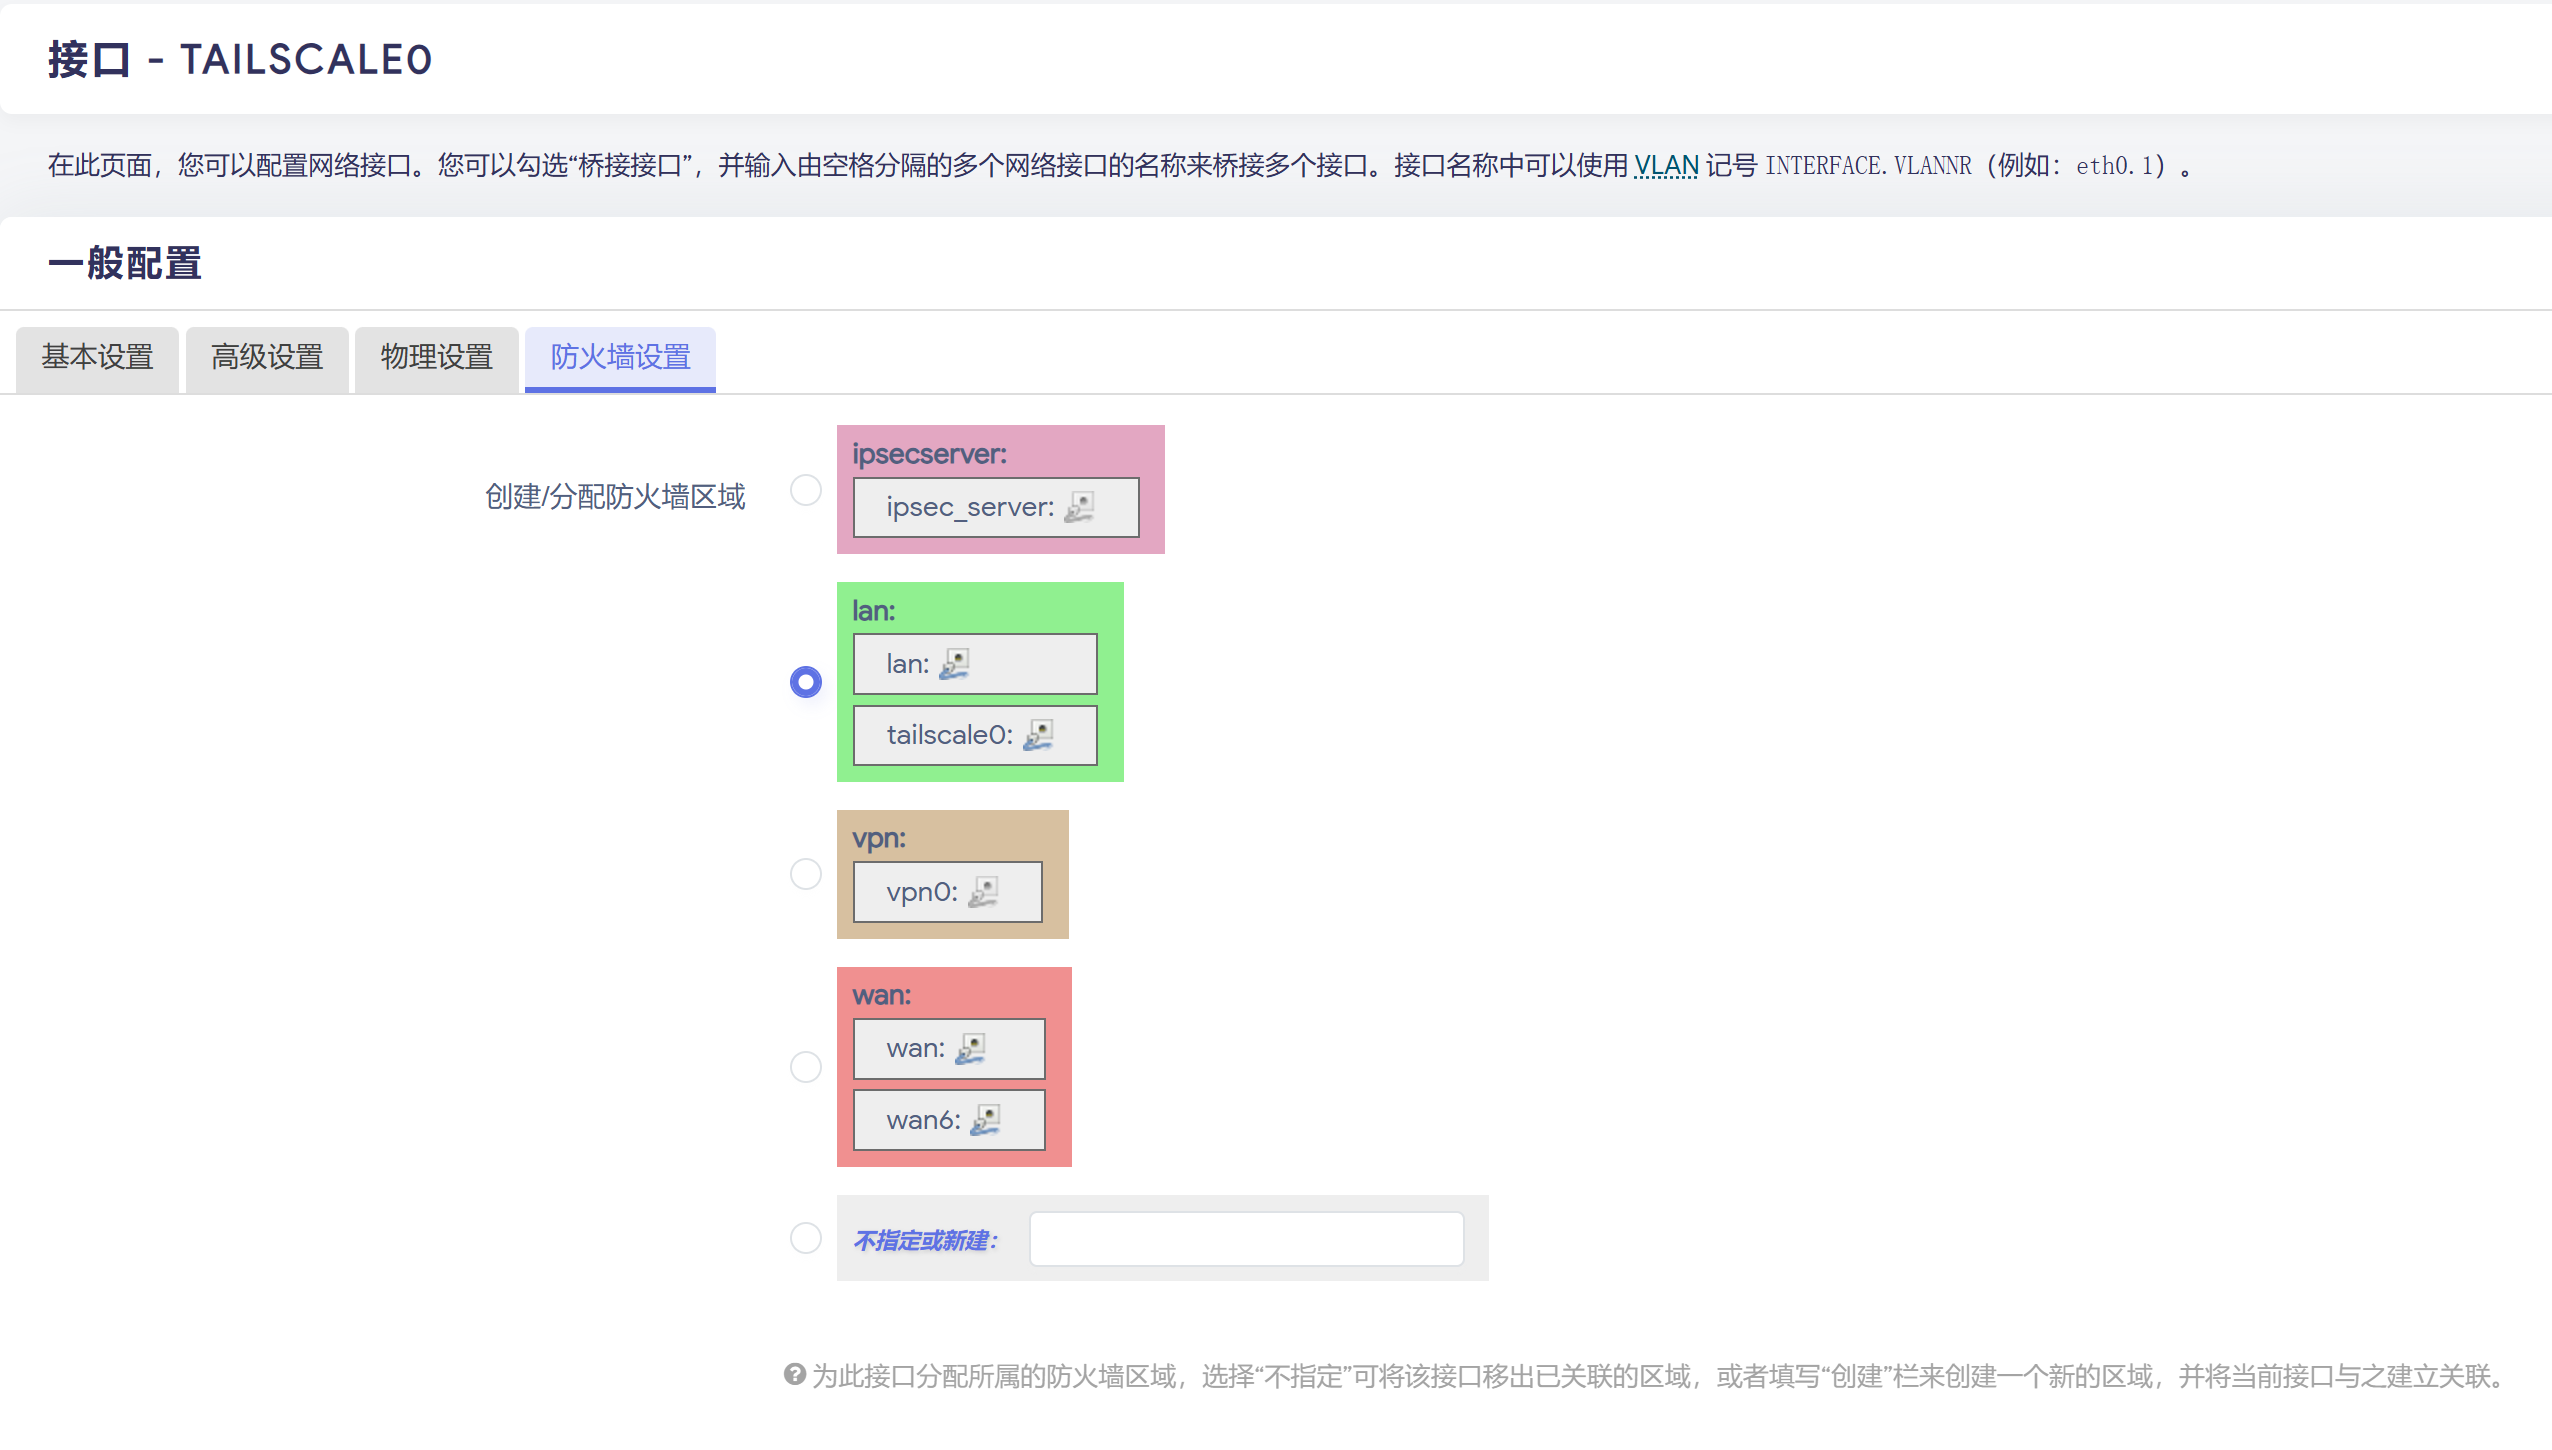 接口 - TAILSCALE0
在此页面，您可以配置网络接口。您可以勾选“桥接接口”，并输入由空格分隔的多个网络接口的名称来桥接多个接口。接口名称中可以使用 VLAN 记号 INTERFACE.VLANNR（例如：eth0.1）。
一般配置
基本设置 高级设置 物理设置 防火墙设置
创建/分配防火墙区域
ipsecserver:
ipsec_server:
lan:
lan:
tailscale0:
vpn:
vpn0:
wan:
wan:
wan6:
不指定或新建：
为此接口分配所属的防火墙区域，选择“不指定”可将该接口移出已关联的区域，或者填写“创建”栏来创建一个新的区域，并将当前接口与之建立关联。